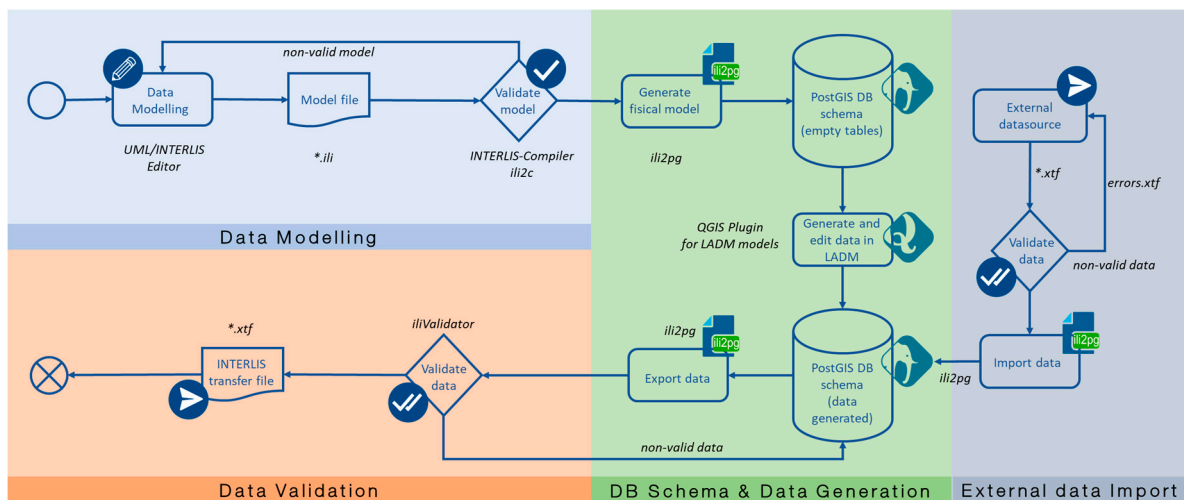 non-valid model
Data
Modelling
Model file
Validate
model
UML/INTERLIS
Editor
*.ili
INTERLIS-Compiler
ili2c
Data Modelling
ili2pg
Generate
fisical model
ili2pg
PostGIS DB
schema
(empty tables)
QGIS Plugin
for LADM models
Generate and
edit data in
LADM
External
datasource
*.xtf
errors.xtf
Validate
data
non-valid data
ili2pg
Import data
ili2pg
PostGIS DB
schema
(data
generated)
ili2pg
ili2pg
Export data
iliValidator
Validate
data
non-valid data
*.xtf
INTERLIS
transfer file
Data Validation
DB Schema & Data Generation
External data Import